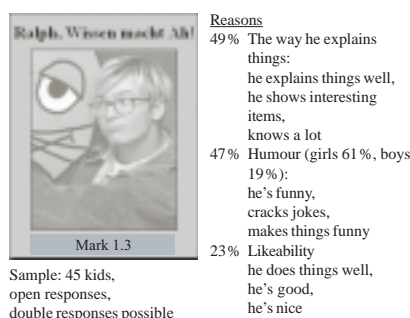 Ralph, Wissen macht Ah!
Mark 1.3
Sample: 45 kids,
open responses,
double responses possible
Reasons
49% The way he explains
things:
he explains things well,
he shows interesting
items,
knows a lot
47% Humour (girls 61%, boys
19%):
he's funny,
cracks jokes,
makes things funny
23% Likeability
he does things well,
he's good,
he's nice